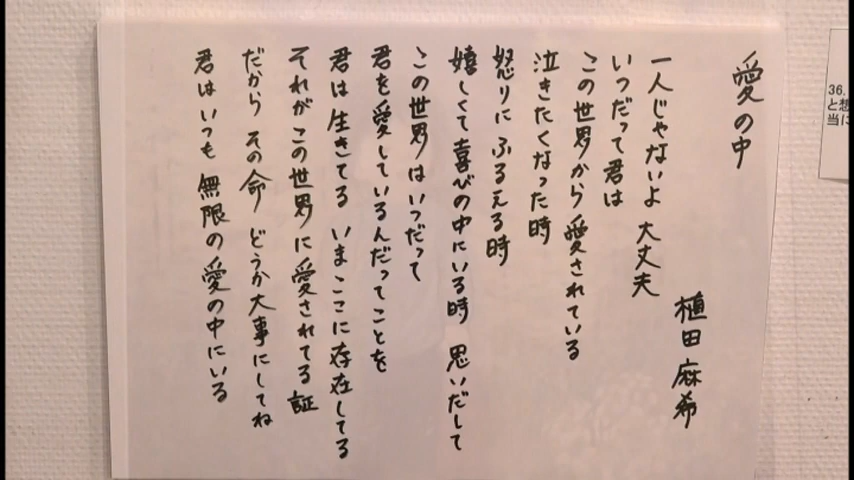 愛の中
植田麻希
一人じゃないよ 大丈夫
いつだって君は
この世界から愛されている
泣きたくなった時
怒りにふるえる時
嬉しくて喜びの中にいる時 思いだして
この世界はいつだって
君を愛しているんだってことを
君は生きてる いまここに存在してる
それがこの世界に愛されてる証
だから その命 どうか大事にしてね
君はいつも無限の愛の中にいる
36.
と想
当に